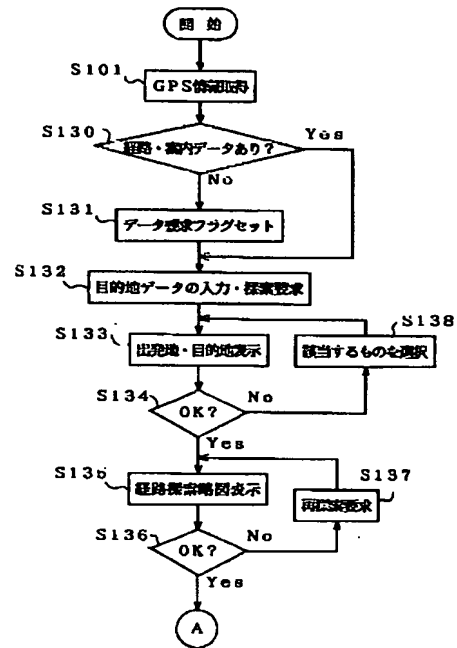 開始
S101
GPS情報取得
S130
経路・案内データあり?
Yes
No
S131
データ要求フラグセット
S132
目的地データの入力・探索要求
S133
出発地・目的地表示
S138
該当するものを選択
S134
OK?
No
Yes
S135
経路探索略図表示
S137
再探索要求
S136
OK?
No
Yes
A